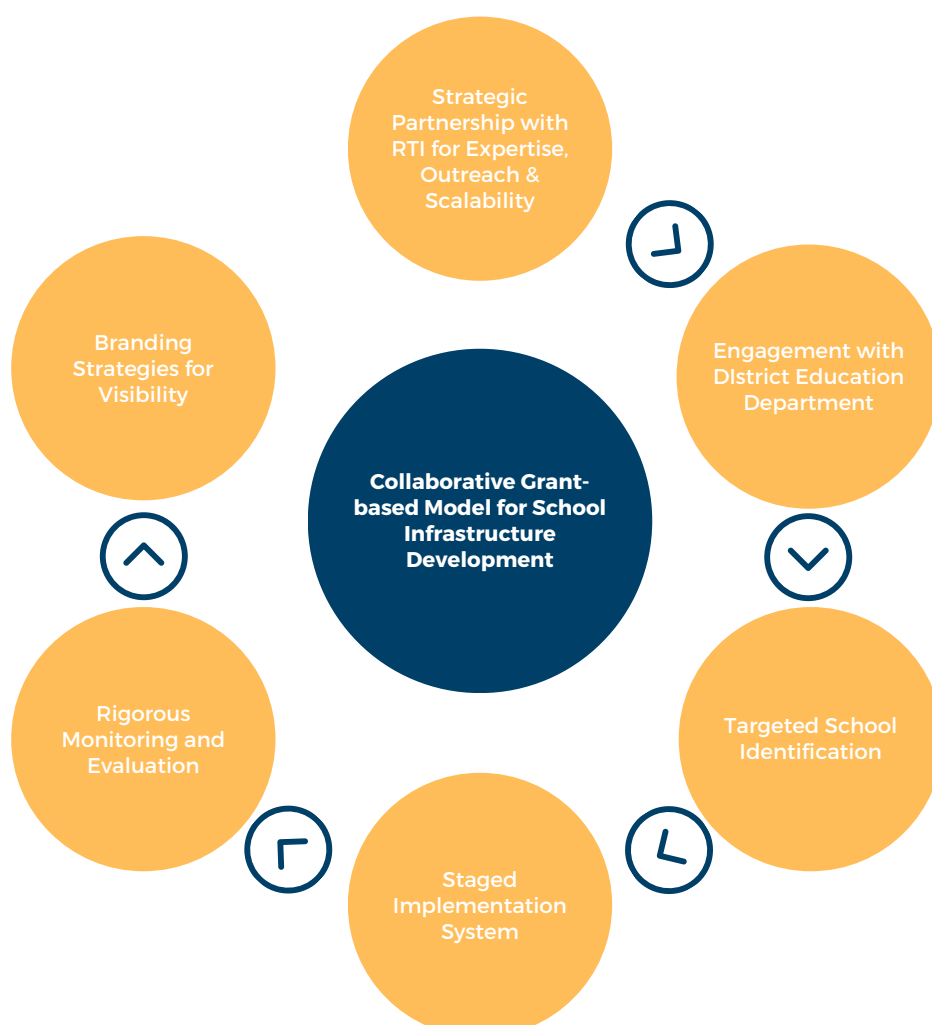 Strategic
Partnership with
RTI for Expertise,
Outreach &
Scalability
Engagement with
DIstrict Education
Department
Targeted School
Identification
Staged
Implementation
System
Rigorous
Monitoring and
Evaluation
Branding
Strategies for
Visibility
Collaborative Grant-
based Model for School
Infrastructure
Development